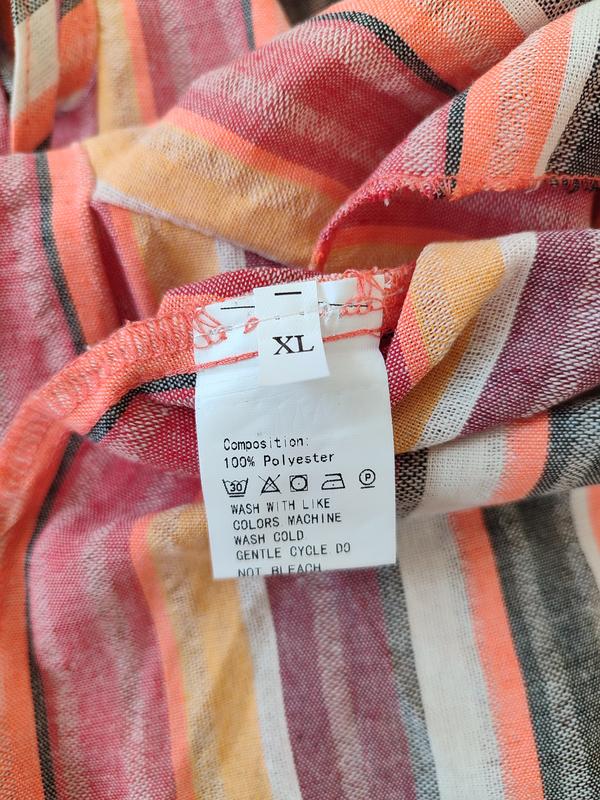 XL
Composition:
100% Polyester
30 P
WASH WITH LIKE
COLORS MACHINE
WASH COLD
GENTLE CYCLE DO
NOT BLEACH